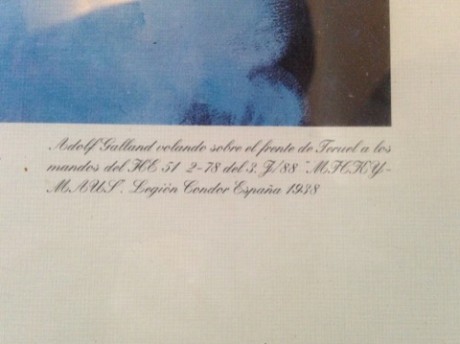 Adolf Galland volando sobre el frente de Teruel a los
mandos del HE 51 2-78 del 3. J/88 "MICKY-
MAUS". Legión Condor España 1938